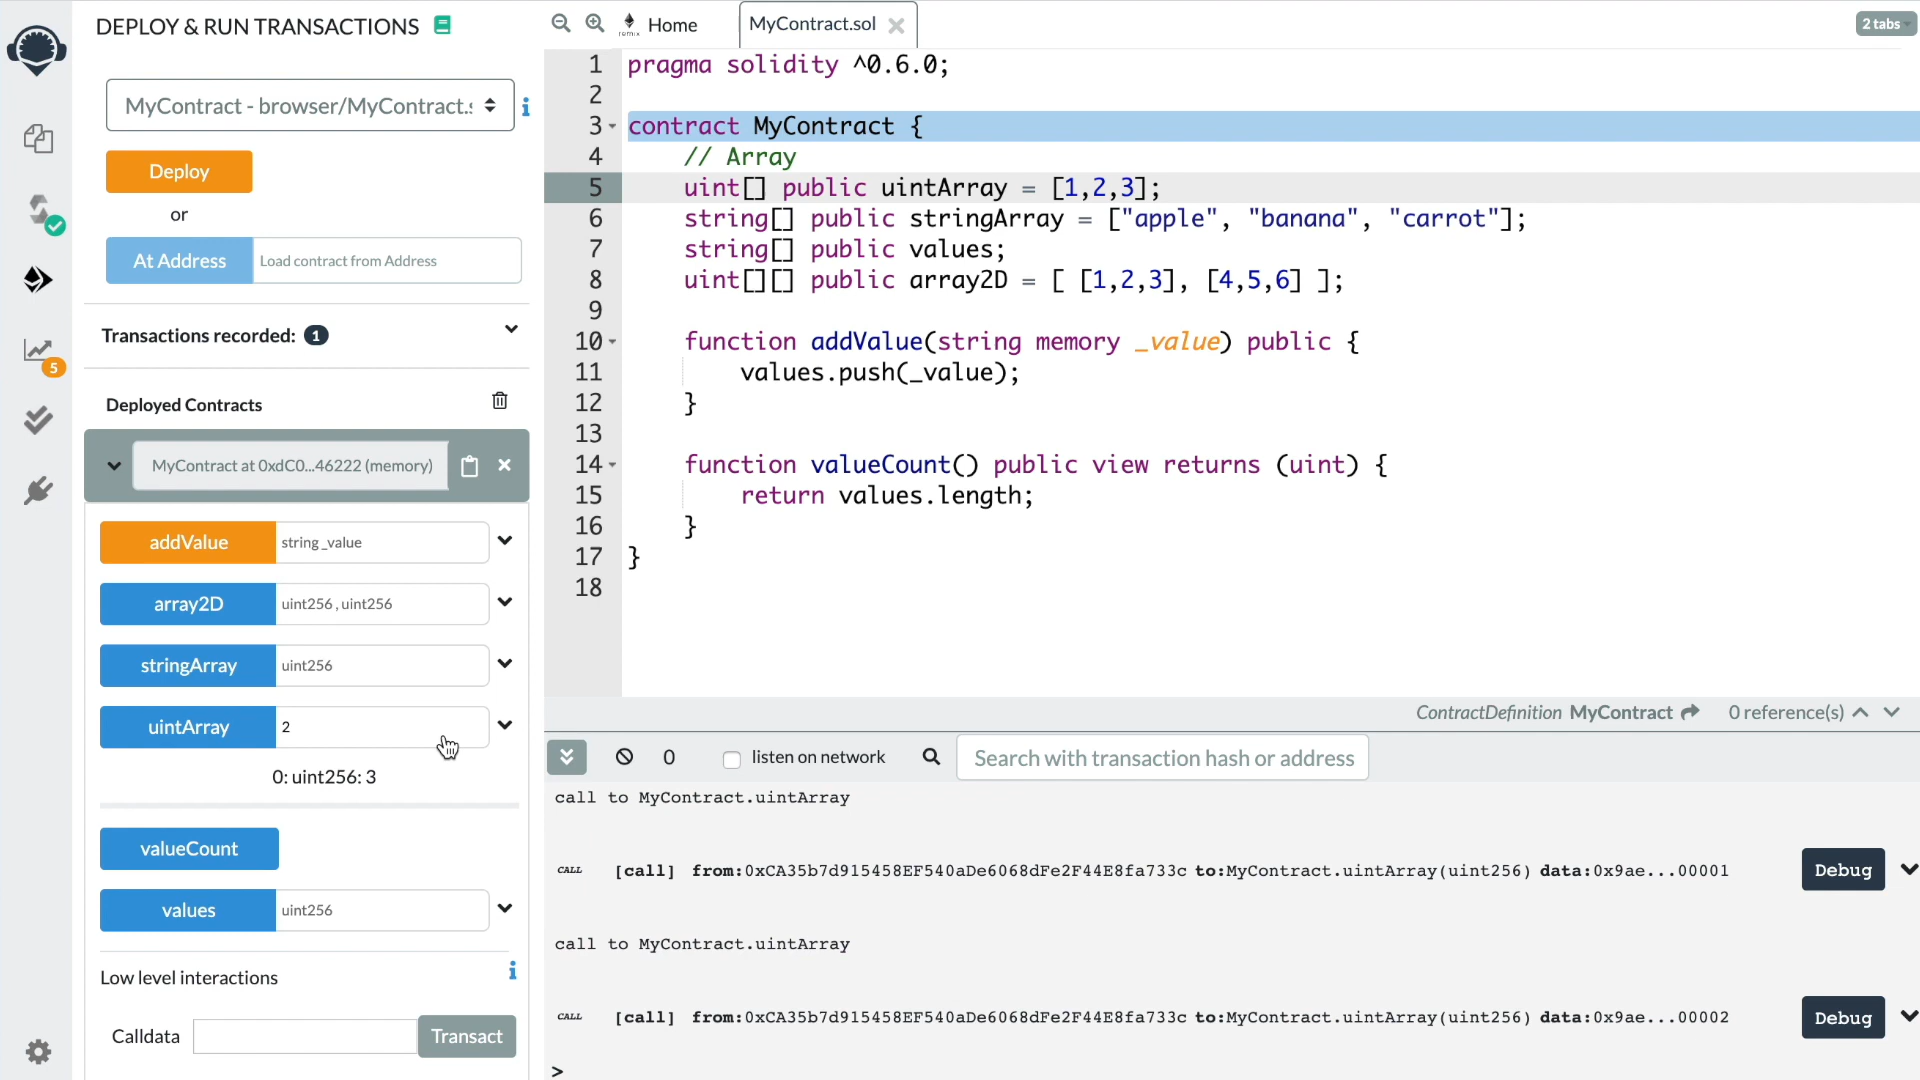 DEPLOY & RUN TRANSACTIONS
MyContract - browser/MyContract.s
Deploy
or
At Address
Load contract from Address
Transactions recorded: 1
5
Deployed Contracts
MyContract at 0xdC0...46222 (memory)
addValue
string _value
array2D
uint256 , uint256
stringArray
uint256
uintArray
2
0: uint256: 3
valueCount
values
uint256
Low level interactions
Calldata
Transact
remix
Home
MyContract.sol
2 tabs
1 pragma solidity ^0.6.0;
2
3 contract MyContract {
4 // Array
5 uint[] public uintArray = [1,2,3];
6 string[] public stringArray = ["apple", "banana", "carrot"];
7 string[] public values;
8 uint[][] public array2D = [ [1,2,3], [4,5,6] ];
9
10 function addValue(string memory _value) public {
11 values.push(_value);
12 }
13
14 function valueCount() public view returns (uint) {
15 return values.length;
16 }
17 }
18
ContractDefinition MyContract 0 reference(s)
0 listen on network Search with transaction hash or address
call to MyContract.uintArray
CALL [call] from:0xCA35b7d915458EF540aDe6068dFe2F44E8fa733c to:MyContract.uintArray(uint256) data:0x9ae...00001 Debug
call to MyContract.uintArray
CALL [call] from:0xCA35b7d915458EF540aDe6068dFe2F44E8fa733c to:MyContract.uintArray(uint256) data:0x9ae...00002 Debug
>